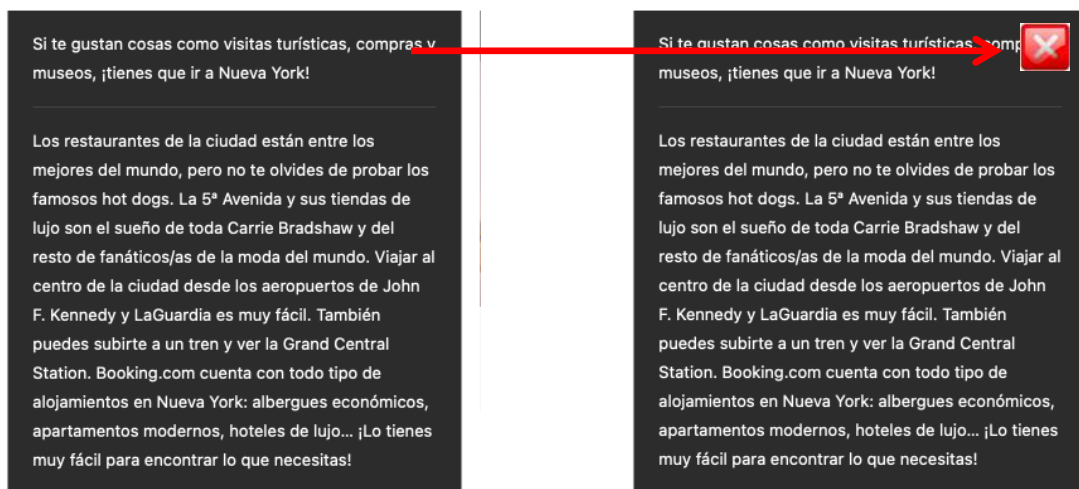 Si te gustan cosas como visitas turísticas, compras y
museos, ¡tienes que ir a Nueva York!
Los restaurantes de la ciudad están entre los
mejores del mundo, pero no te olvides de probar los
famosos hot dogs. La 5ª Avenida y sus tiendas de
lujo son el sueño de toda Carrie Bradshaw y del
resto de fanáticos/as de la moda del mundo. Viajar al
centro de la ciudad desde los aeropuertos de John
F. Kennedy y LaGuardia es muy fácil. También
puedes subirte a un tren y ver la Grand Central
Station. Booking.com cuenta con todo tipo de
alojamientos en Nueva York: albergues económicos,
apartamentos modernos, hoteles de lujo... ¡Lo tienes
muy fácil para encontrar lo que necesitas!
Si te gustan cosas como visitas turísticas,
museos, ¡tienes que ir a Nueva York!
Los restaurantes de la ciudad están entre los
mejores del mundo, pero no te olvides de probar los
famosos hot dogs. La 5ª Avenida y sus tiendas de
lujo son el sueño de toda Carrie Bradshaw y del
resto de fanáticos/as de la moda del mundo. Viajar al
centro de la ciudad desde los aeropuertos de John
F. Kennedy y LaGuardia es muy fácil. También
puedes subirte a un tren y ver la Grand Central
Station. Booking.com cuenta con todo tipo de
alojamientos en Nueva York: albergues económicos,
apartamentos modernos, hoteles de lujo... ¡Lo tienes
muy fácil para encontrar lo que necesitas!